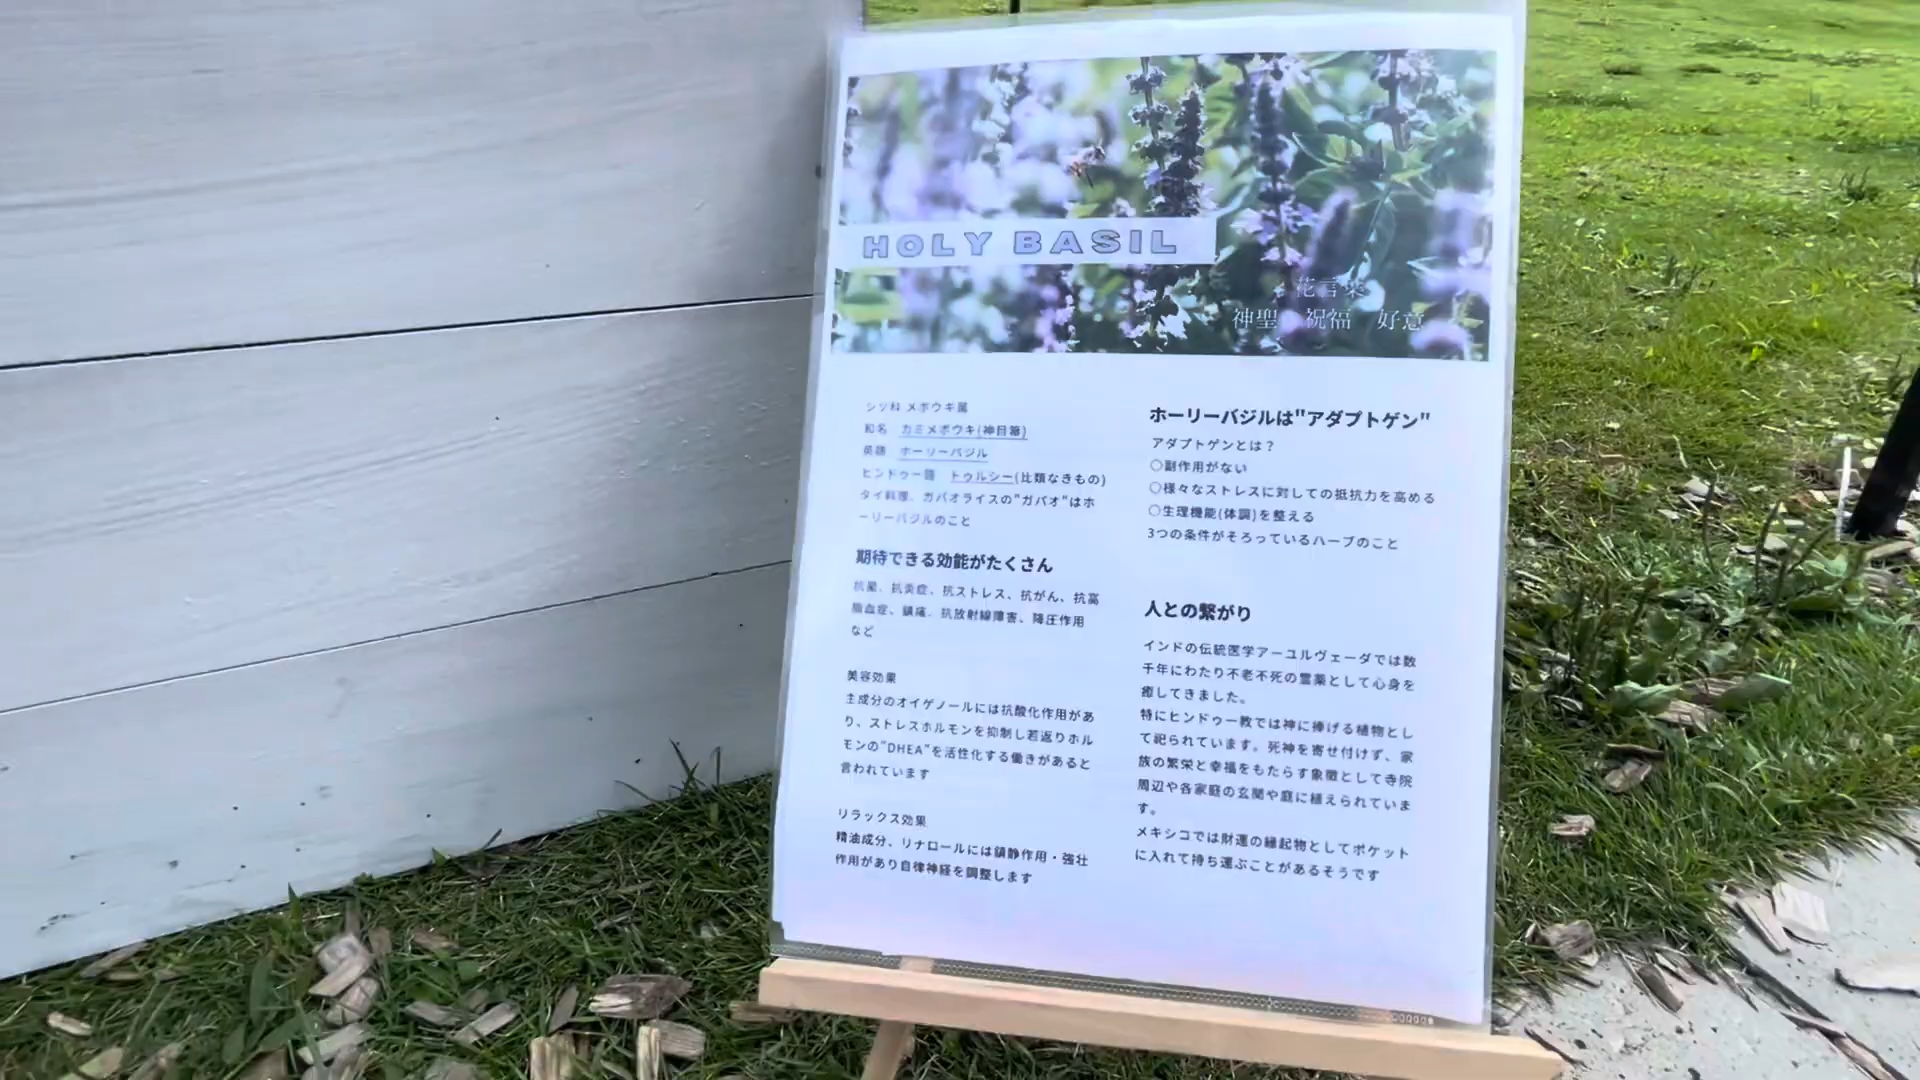 HOLY BASIL
花言葉
神聖 祝福 好意
シソ科 メボウキ属
和名 カミメボウキ(神目箒)
英語 ホーリーバジル
ヒンドゥー語 トゥルシー(比類なきもの)
タイ料理、ガパオライスの"ガパオ"はホ
ーリーバジルのこと
期待できる効能がたくさん
抗菌、抗炎症、抗ストレス、抗がん、抗高
脂血症、鎮痛、抗放射線障害、降圧作用
など
美容効果
主成分のオイゲノールには抗酸化作用があ
り、ストレスホルモンを抑制し若返りホル
モンの"DHEA"を活性化する働きがあると
言われています
リラックス効果
精油成分、リナロールには鎮静作用・強壮
作用があり自律神経を調整します
ホーリーバジルは"アダプトゲン"
アダプトゲンとは？
○副作用がない
○様々なストレスに対しての抵抗力を高める
○生理機能(体調)を整える
3つの条件がそろっているハーブのこと
人との繋がり
インドの伝統医学アーユルヴェーダでは数
千年にわたり不老不死の霊薬として心身を
癒してきました。
特にヒンドゥー教では神に捧げる植物とし
て祀られています。死神を寄せ付けず、家
族の繁栄と幸福をもたらす象徴として寺院
周辺や各家庭の玄関や庭に植えられていま
す。
メキシコでは財運の縁起物としてポケット
に入れて持ち運ぶことがあるそうです